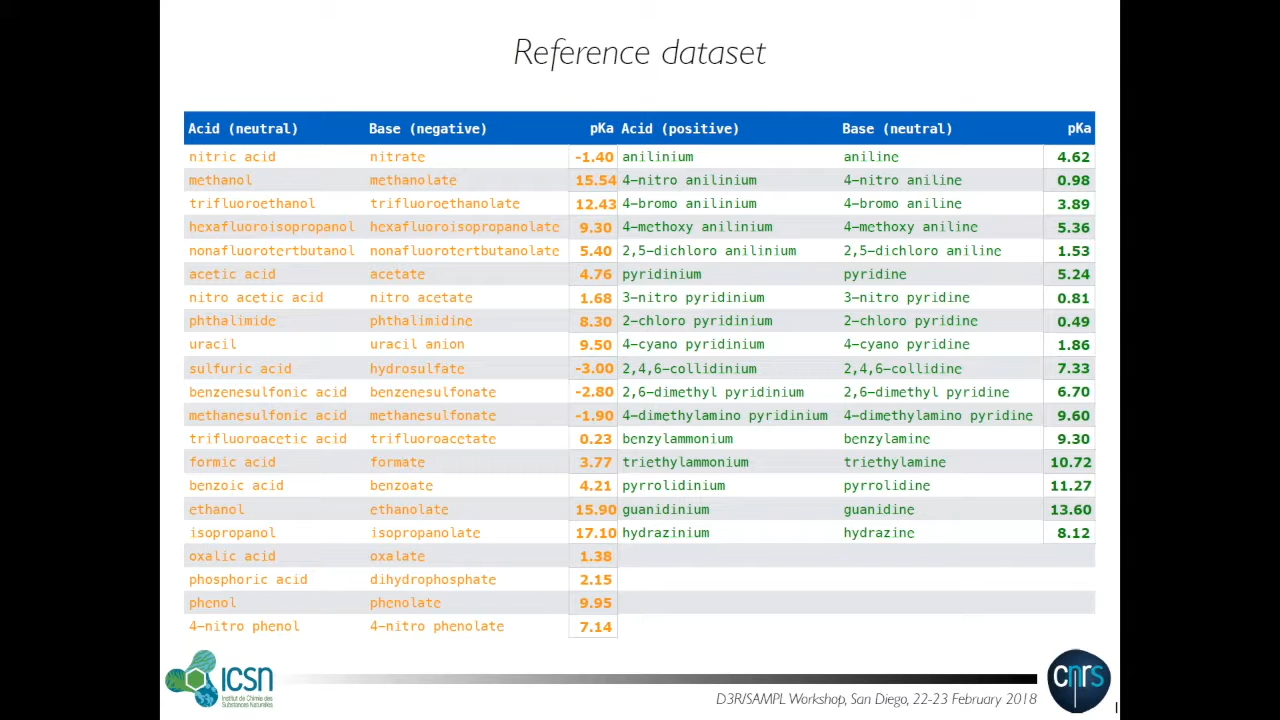 Reference dataset
Acid (neutral) Base (negative) pKa Acid (positive) Base (neutral) pKa
nitric acid nitrate -1.40 anilinium aniline 4.62
methanol methanolate 15.54 4-nitro anilinium 4-nitro aniline 0.98
trifluoroethanol trifluoroethanolate 12.43 4-bromo anilinium 4-bromo aniline 3.89
hexafluoroisopropanol hexafluoroisopropanolate 9.30 4-methoxy anilinium 4-methoxy aniline 5.36
nonafluorotertbutanol nonafluorotertbutanolate 5.40 2,5-dichloro anilinium 2,5-dichloro aniline 1.53
acetic acid acetate 4.76 pyridinium pyridine 5.24
nitro acetic acid nitro acetate 1.68 3-nitro pyridinium 3-nitro pyridine 0.81
phthalimide phthalimidine 8.30 2-chloro pyridinium 2-chloro pyridine 0.49
uracil uracil anion 9.50 4-cyano pyridinium 4-cyano pyridine 1.86
sulfuric acid hydrosulfate -3.00 2,4,6-collidinium 2,4,6-collidine 7.33
benzenesulfonic acid benzenesulfonate -2.80 2,6-dimethyl pyridinium 2,6-dimethyl pyridine 6.70
methanesulfonic acid methanesulfonate -1.90 4-dimethylamino pyridinium 4-dimethylamino pyridine 9.60
trifluoroacetic acid trifluoroacetate 0.23 benzylammonium benzylamine 9.30
formic acid formate 3.77 triethylammonium triethylamine 10.72
benzoic acid benzoate 4.21 pyrrolidinium pyrrolidine 11.27
ethanol ethanolate 15.90 guanidinium guanidine 13.60
isopropanol isopropanolate 17.10 hydrazinium hydrazine 8.12
oxalic acid oxalate 1.38
phosphoric acid dihydrophosphate 2.15
phenol phenolate 9.95
4-nitro phenol 4-nitro phenolate 7.14
ICSN
Institut de Chimie des
Substances Naturelles
D3R/SAMPL Workshop, San Diego, 22-23 February 2018
cnrs